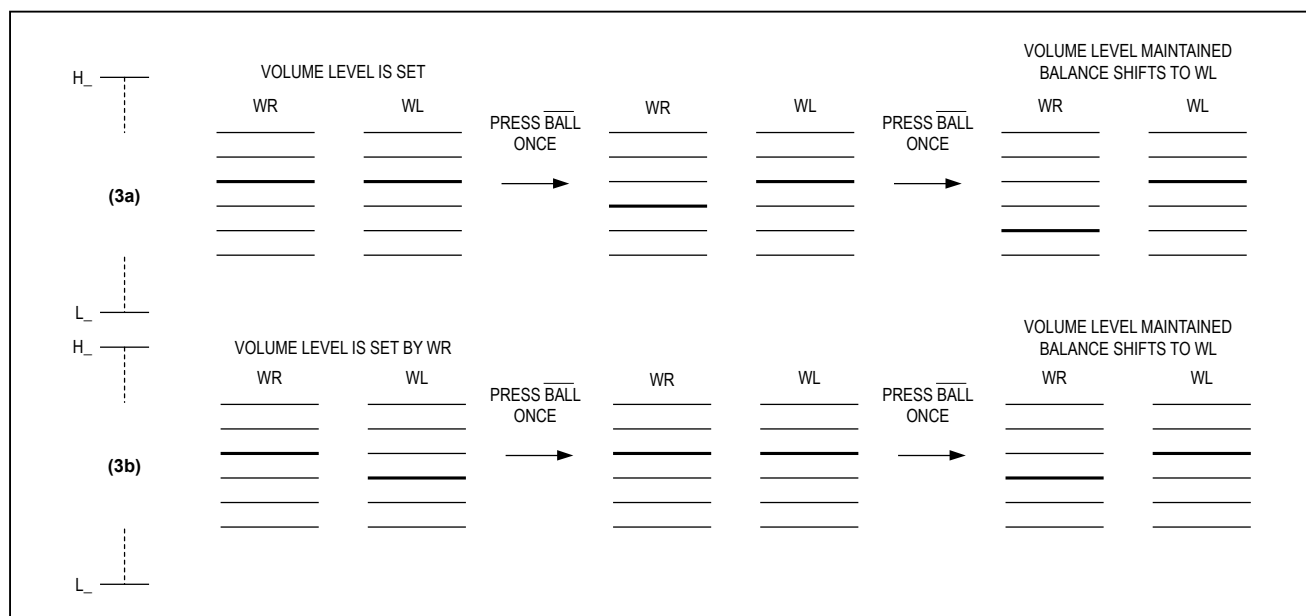 VOLUME LEVEL MAINTAINED
BALANCE SHIFTS TO WL
H_
VOLUME LEVEL IS SET
WR WL WR WL WR WL
PRESS BALL
ONCE
PRESS BALL
ONCE
(3a)
L_
H_
VOLUME LEVEL IS SET BY WR
VOLUME LEVEL MAINTAINED
BALANCE SHIFTS TO WL
WR WL WR WL WR WL
PRESS BALL
ONCE
PRESS BALL
ONCE
(3b)
L_